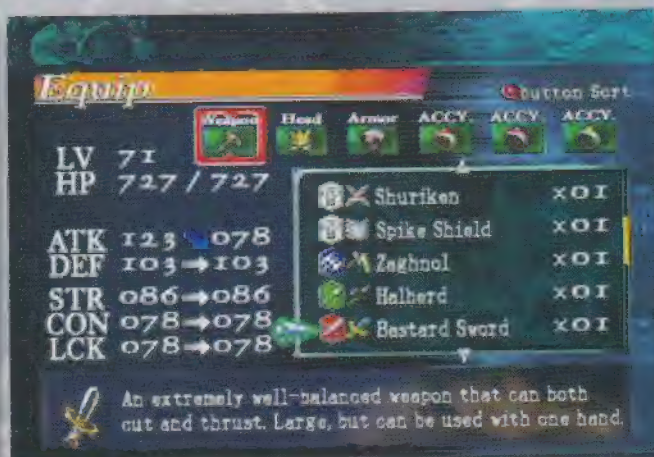 Equip
button Sort
Weapon Head Armor ACCY. ACCY. ACCY.
LV 71
HP 727 / 727
ATK 123 078
DEF 103→103
STR 086→086
CON 078→078
LCK 078→078
Shuriken x01
Spike Shield x01
Zaghnol x01
Halberd x01
Bastard Sword x01
An extremely well-balanced weapon that can both
cut and thrust. Large, but can be used with one hand.